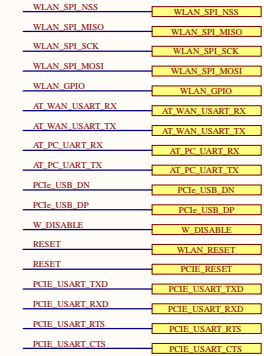 WLAN_SPI_NSS WLAN_SPI_NSS
WLAN_SPI_MISO WLAN_SPI_MISO
WLAN_SPI_SCK WLAN_SPI_SCK
WLAN_SPI_MOSI WLAN_SPI_MOSI
WLAN_GPIO WLAN_GPIO
AT_WAN_USART_RX AT_WAN_USART_RX
AT_WAN_USART_TX AT_WAN_USART_TX
AT_PC_UART_RX AT_PC_UART_RX
AT_PC_UART_TX AT_PC_UART_TX
PCIe_USB_DN PCIe_USB_DN
PCIe_USB_DP PCIe_USB_DP
W_DISABLE W_DISABLE
RESET WLAN_RESET
RESET PCIE_RESET
PCIE_USART_TXD PCIE_USART_TXD
PCIE_USART_RXD PCIE_USART_RXD
PCIE_USART_RTS PCIE_USART_RTS
PCIE_USART_CTS PCIE_USART_CTS